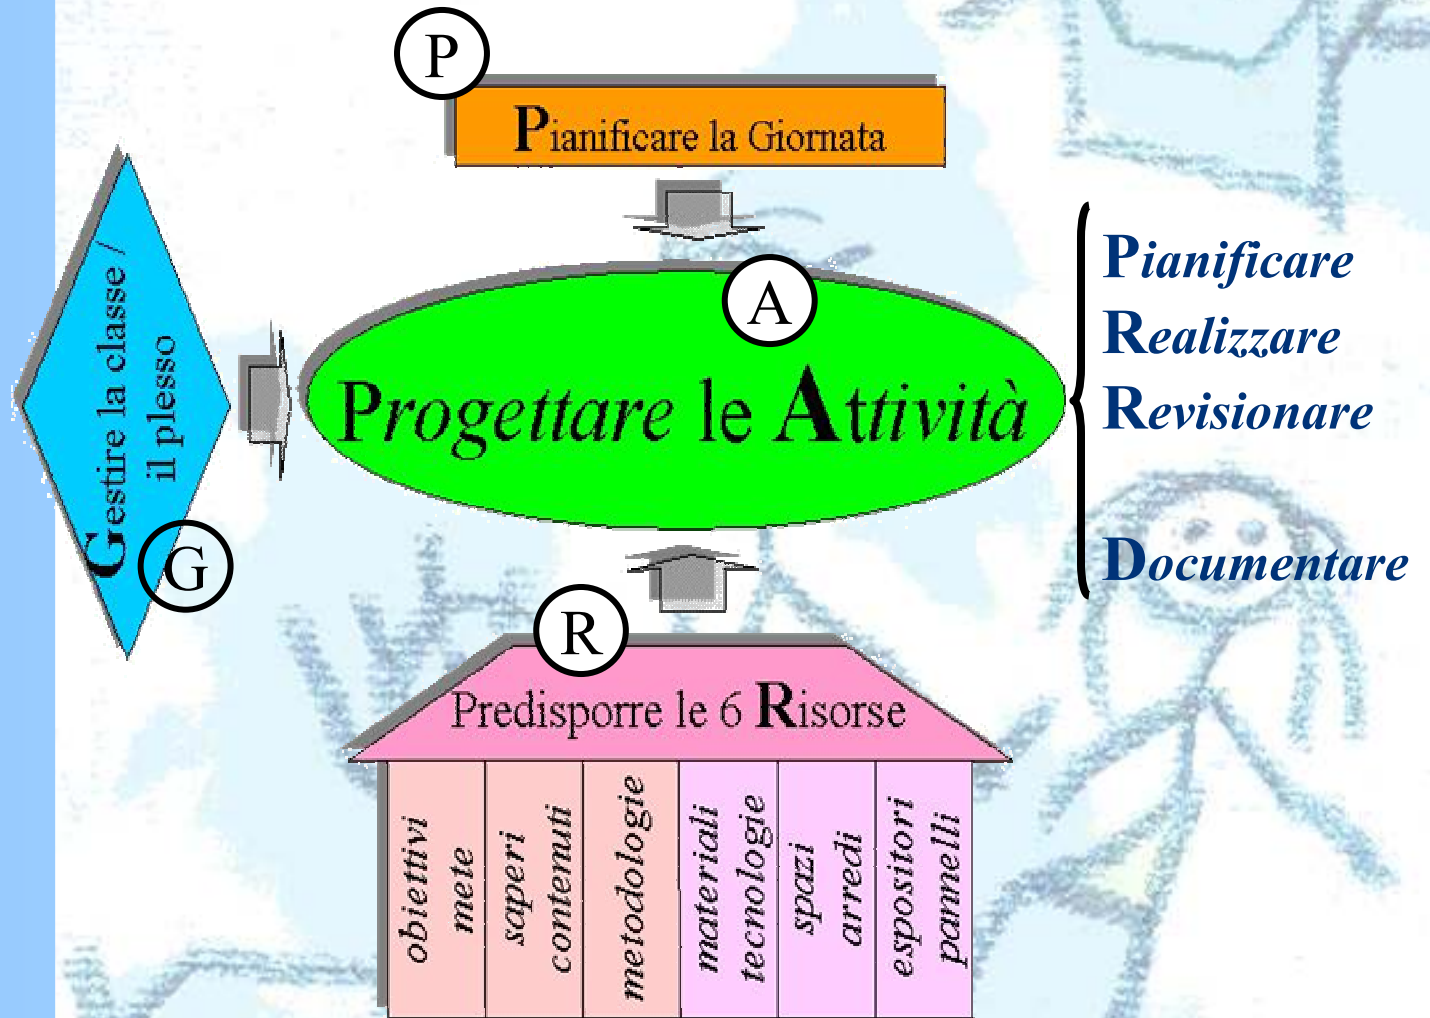 P
Pianificare la Giornata
Gestire la classe /
il plesso
G
A
Progettare le Attività
Pianificare
Realizzare
Revisionare
Documentare
R
Predisporre le 6 Risorse
obiettivi
mete
saperi
contenuti
metodologie
materiali
tecnologie
spazi
arredi
espositori
pannelli